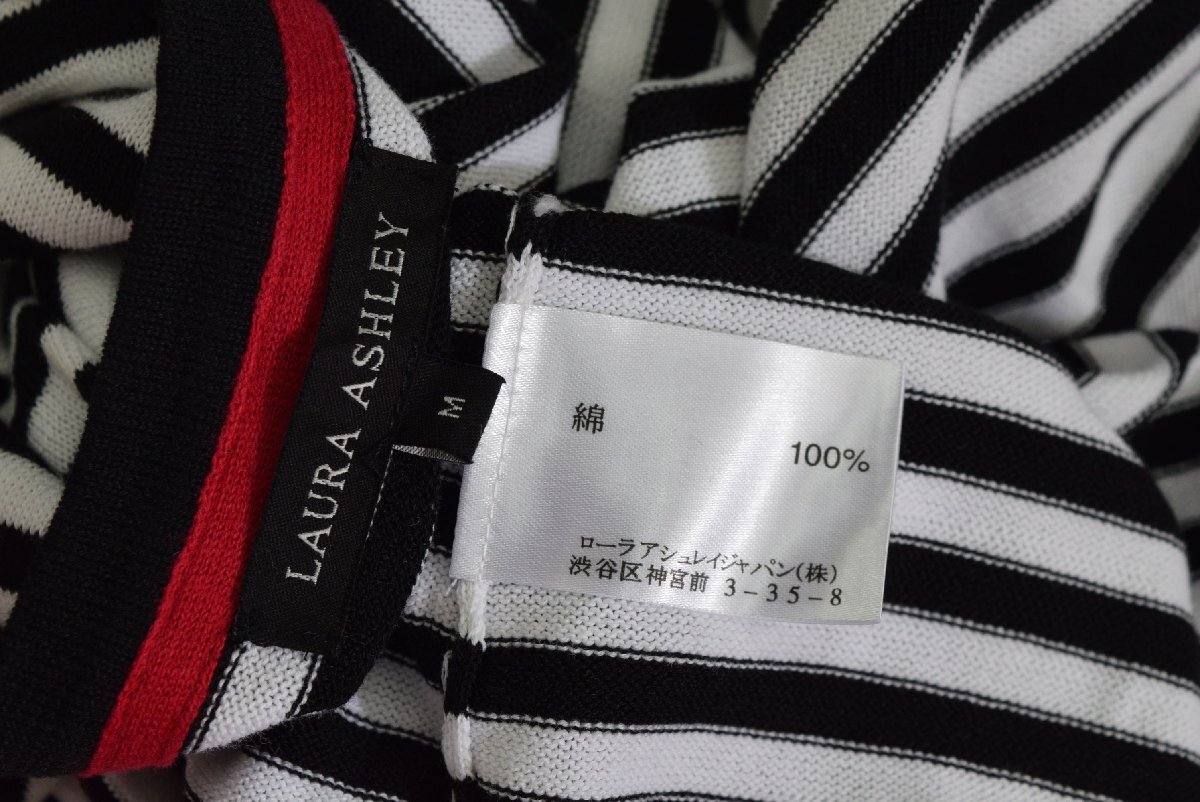 LAURA ASHLEY
M
綿
100%
ローラアシュレイジャパン(株)
渋谷区神宮前 3-35-8